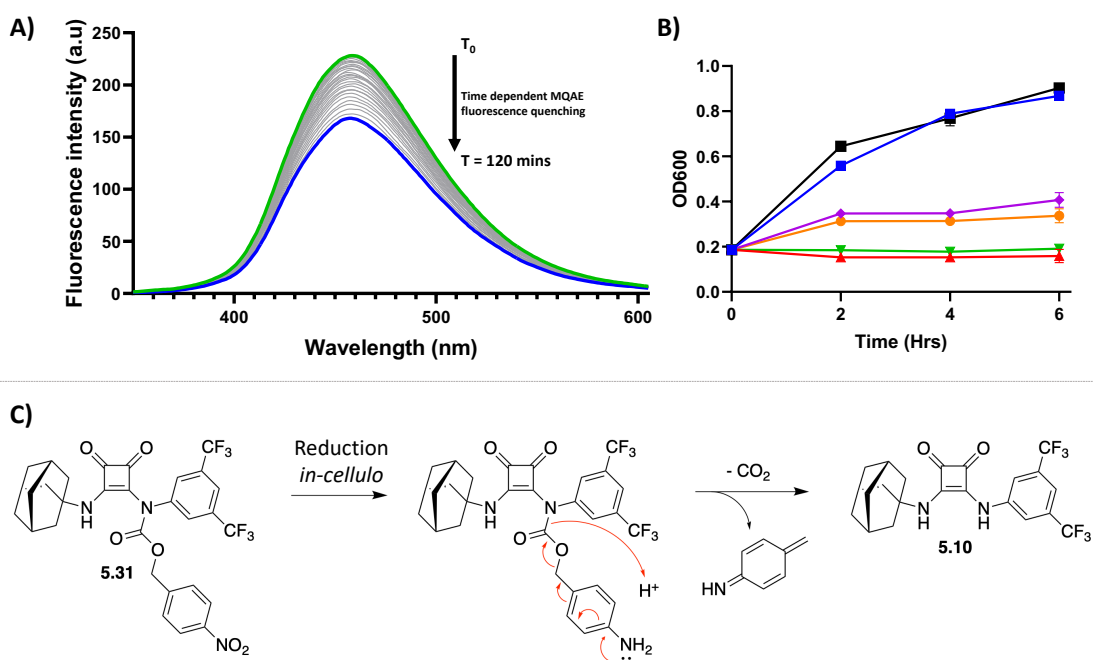 A)
Fluorescence intensity (a.u)
250
200
150
100
50
0
400
500
600
Wavelength (nm)
T0
Time dependent MQAE
fluorescence quenching
T = 120 mins
B)
OD600
1.0
0.8
0.6
0.4
0.2
0.0
0
2
4
6
Time (Hrs)
C)
O
O
CF3
N
H
N
CF3
O
O
5.31
NO2
Reduction
in-cellulo
O
O
CF3
N
H
N
CF3
O
O
H+
NH2
- CO2
HN
O
O
CF3
N
H
N
H
CF3
5.10